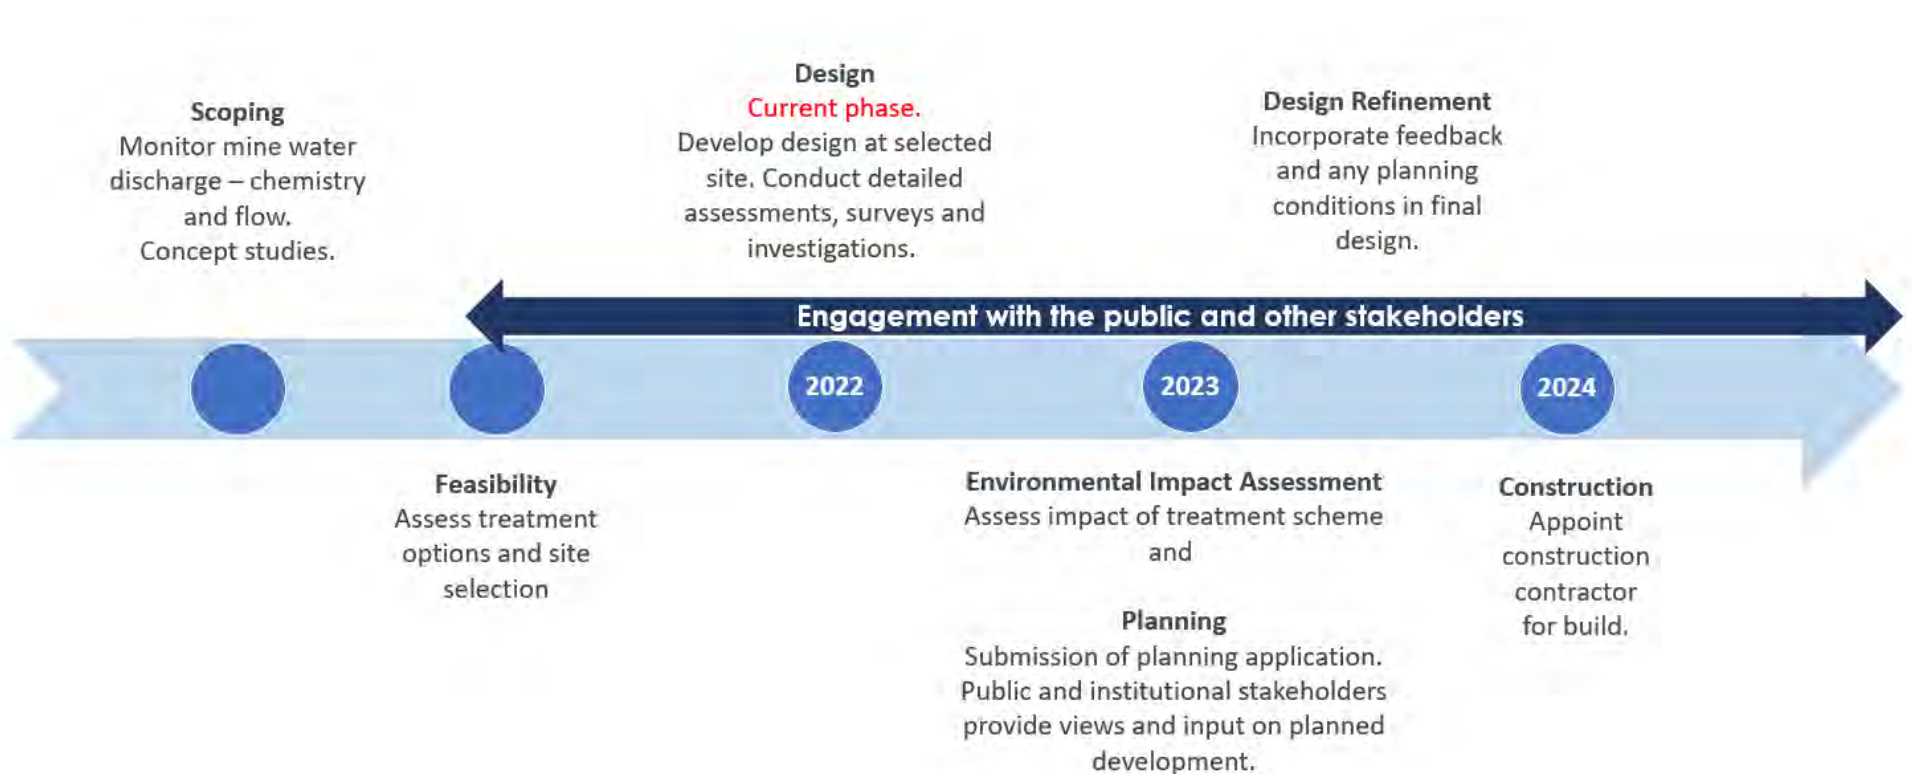 Scoping
Monitor mine water
discharge – chemistry
and flow.
Concept studies.
Design
Current phase.
Develop design at selected
site. Conduct detailed
assessments, surveys and
investigations.
Design Refinement
Incorporate feedback
and any planning
conditions in final
design.
Engagement with the public and other stakeholders
2022
2023
2024
Feasibility
Assess treatment
options and site
selection
Environmental Impact Assessment
Assess impact of treatment scheme
and
Planning
Submission of planning application.
Public and institutional stakeholders
provide views and input on planned
development.
Construction
Appoint
construction
contractor
for build.